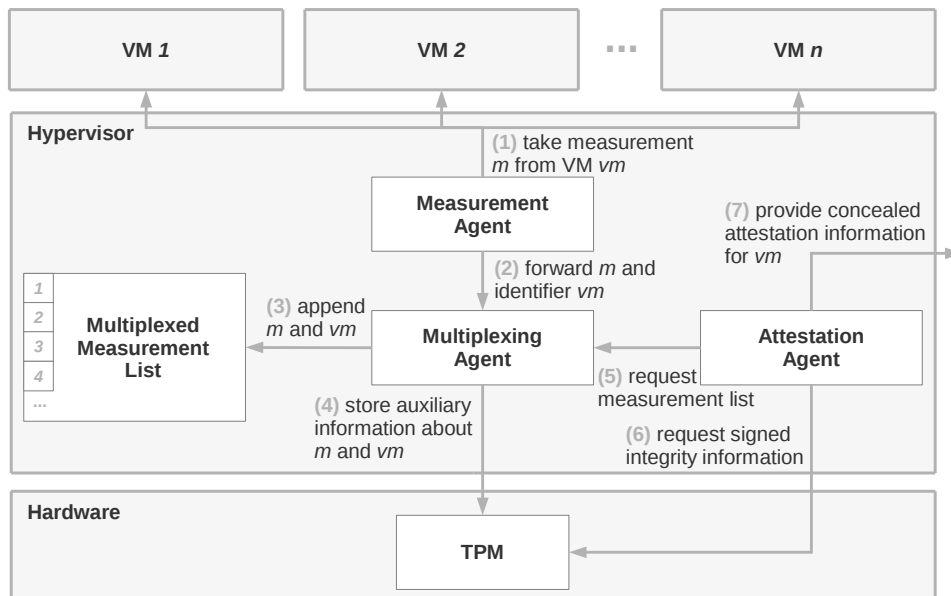 VM 1
VM 2
...
VM n
Hypervisor
(1) take measurement
m from VM vm
Measurement
Agent
(7) provide concealed
attestation information
for vm
(2) forward m and
identifier vm
1
2
3
4
...
Multiplexed
Measurement
List
(3) append
m and vm
Multiplexing
Agent
Attestation
Agent
(5) request
measurement list
(4) store auxiliary
information about
m and vm
(6) request signed
integrity information
Hardware
TPM